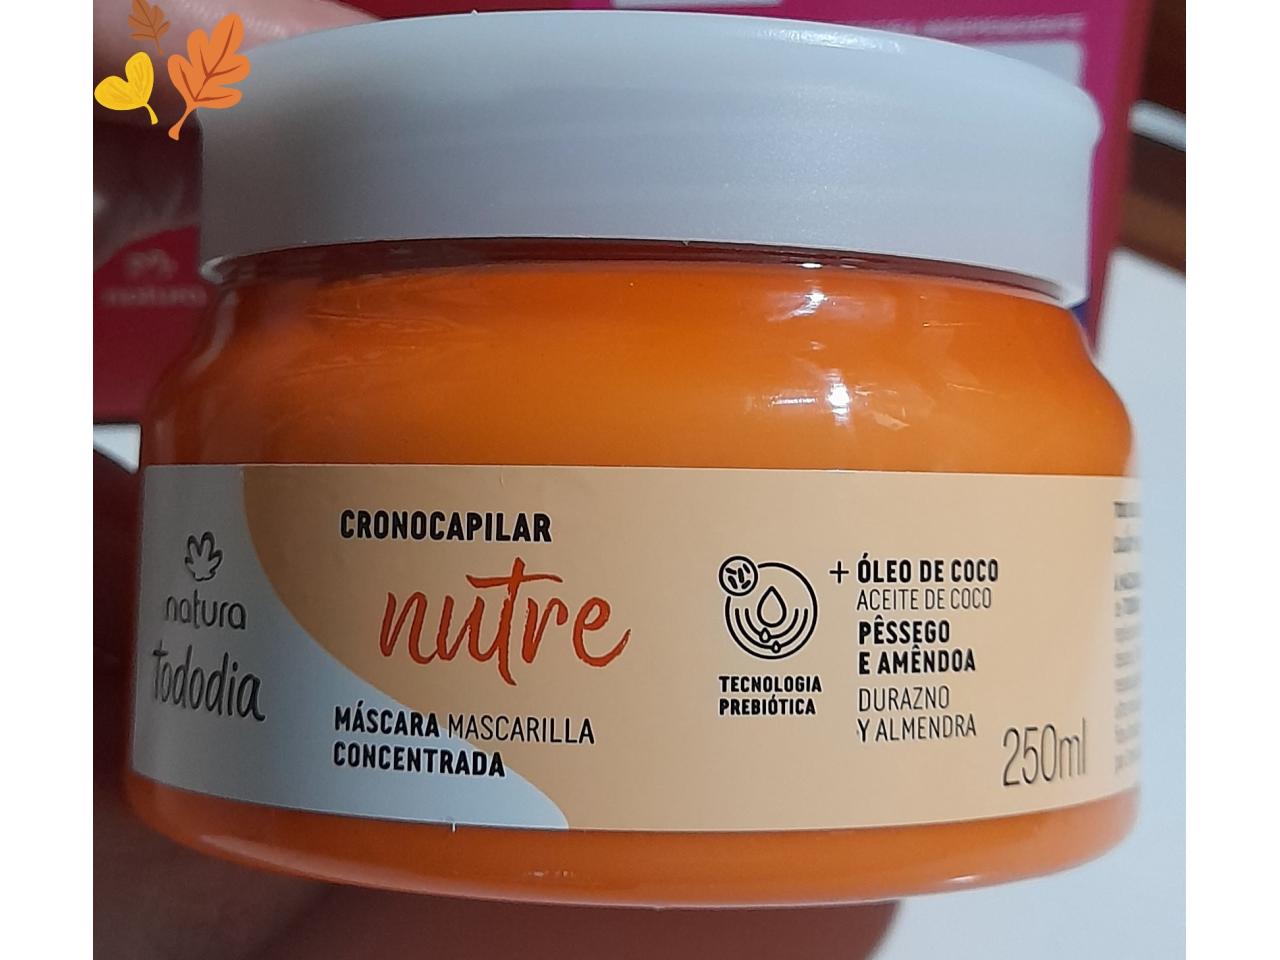 natura
natura
tododia
CRONOCAPILAR
nutre
MÁSCARA MASCARILLA
CONCENTRADA
TECNOLOGIA
PREBIÓTICA
+ ÓLEO DE COCO
ACEITE DE COCO
PÊSSEGO
E AMÊNDOA
DURAZNO
Y ALMENDRA
250ml